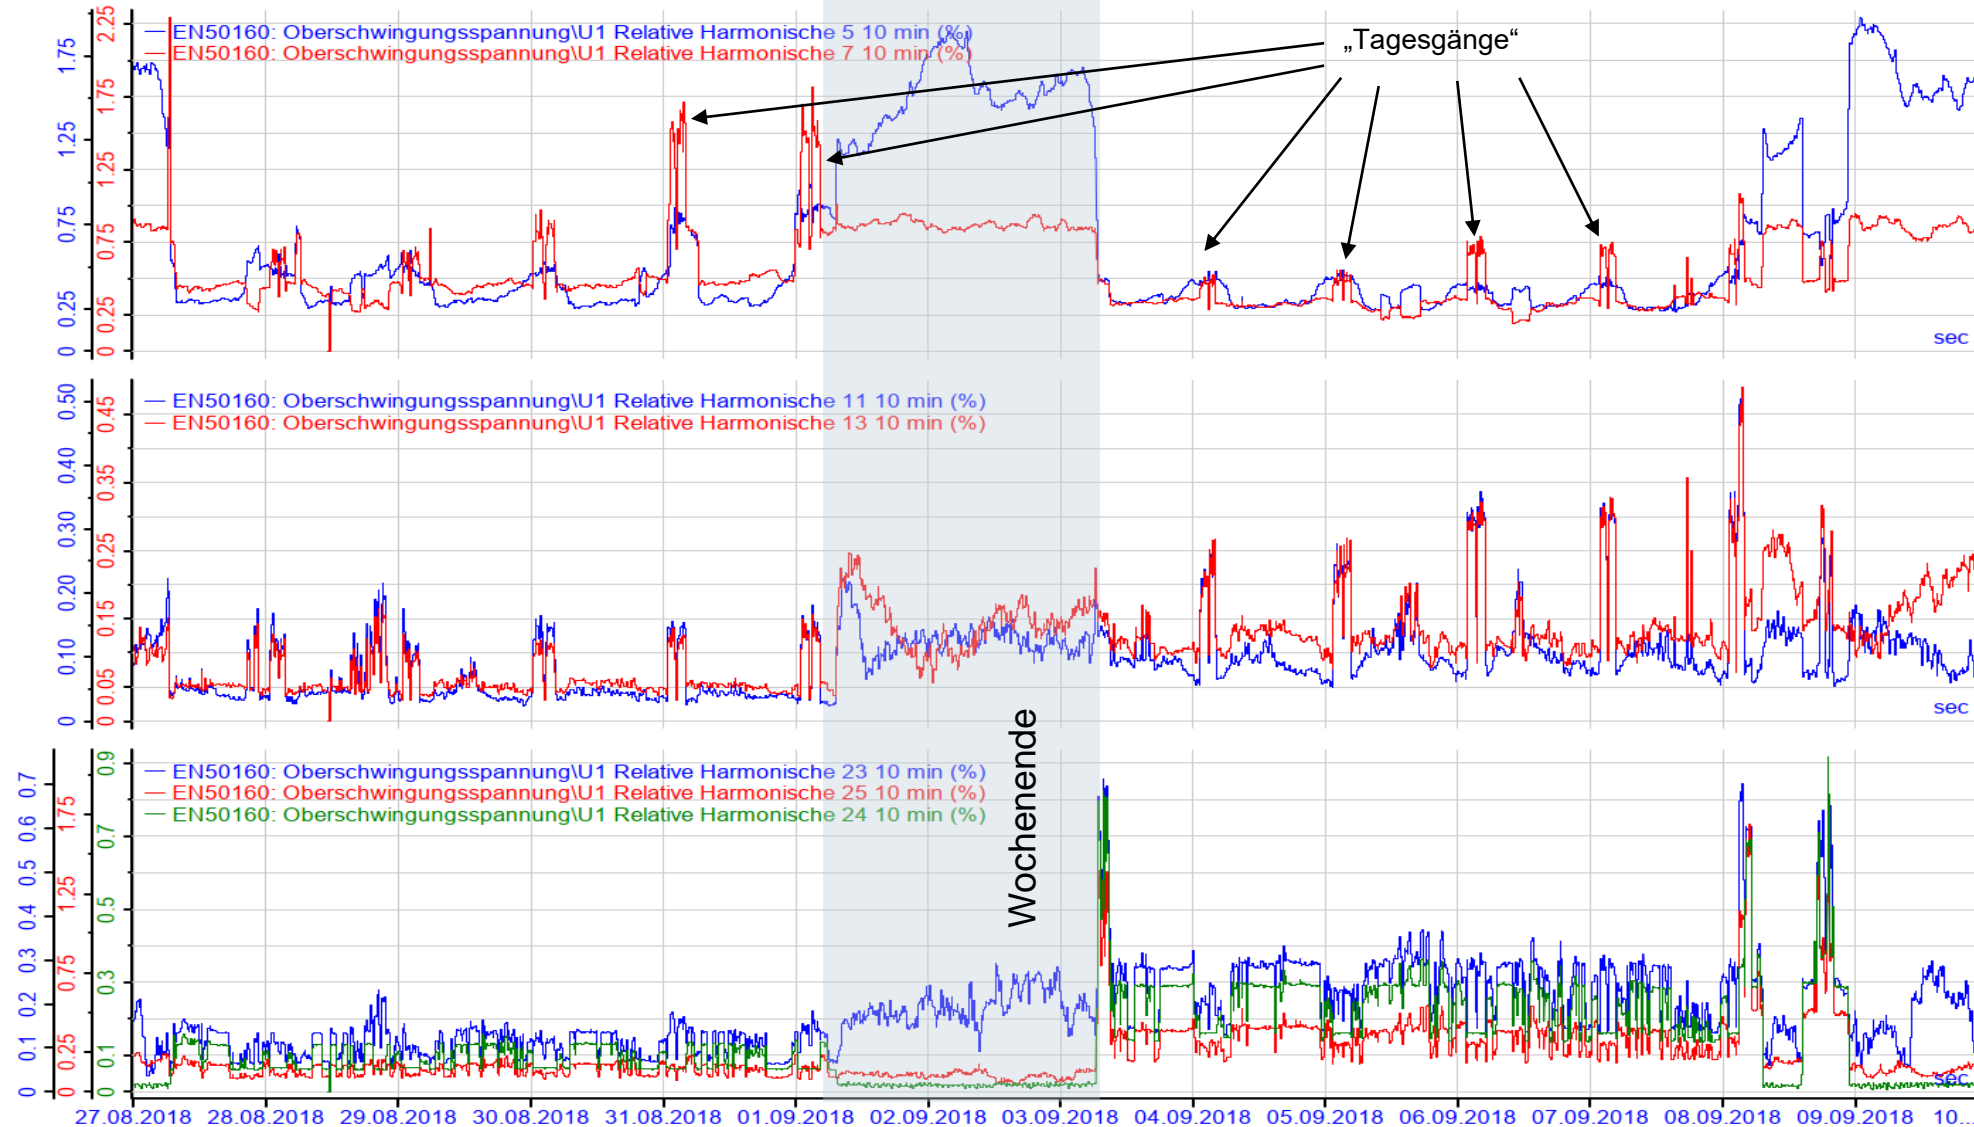 EN50160: Oberschwingungsspannung\U1 Relative Harmonische 5 10 min (%)
EN50160: Oberschwingungsspannung\U1 Relative Harmonische 7 10 min (%)
„Tagesgänge“
0 0.25 0.75 1.25 1.75
0 0.25 0.75 1.25 1.75 2.25
sec
EN50160: Oberschwingungsspannung\U1 Relative Harmonische 11 10 min (%)
EN50160: Oberschwingungsspannung\U1 Relative Harmonische 13 10 min (%)
0 0.10 0.20 0.30 0.40 0.50
0 0.05 0.15 0.25 0.35 0.45
sec
Wochenende
EN50160: Oberschwingungsspannung\U1 Relative Harmonische 23 10 min (%)
EN50160: Oberschwingungsspannung\U1 Relative Harmonische 25 10 min (%)
EN50160: Oberschwingungsspannung\U1 Relative Harmonische 24 10 min (%)
0 0.1 0.2 0.3 0.4 0.5 0.6 0.7
0 0.25 0.75 1.25 1.75
0 0.1 0.3 0.5 0.7 0.9
sec
27.08.2018 28.08.2018 29.08.2018 30.08.2018 31.08.2018 01.09.2018 02.09.2018 03.09.2018 04.09.2018 05.09.2018 06.09.2018 07.09.2018 08.09.2018 09.09.2018 10...